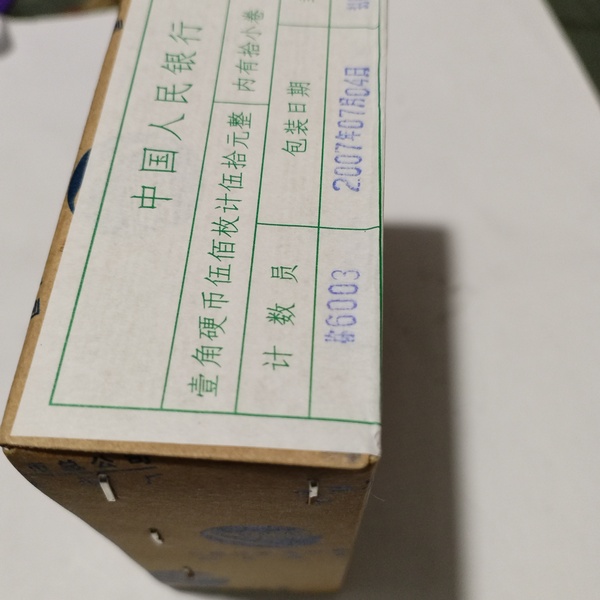 中国人民银行
壹角硬币伍佰枚计伍拾元整
内有拾小卷
计数员
包装日期
6003
2007年07月04日